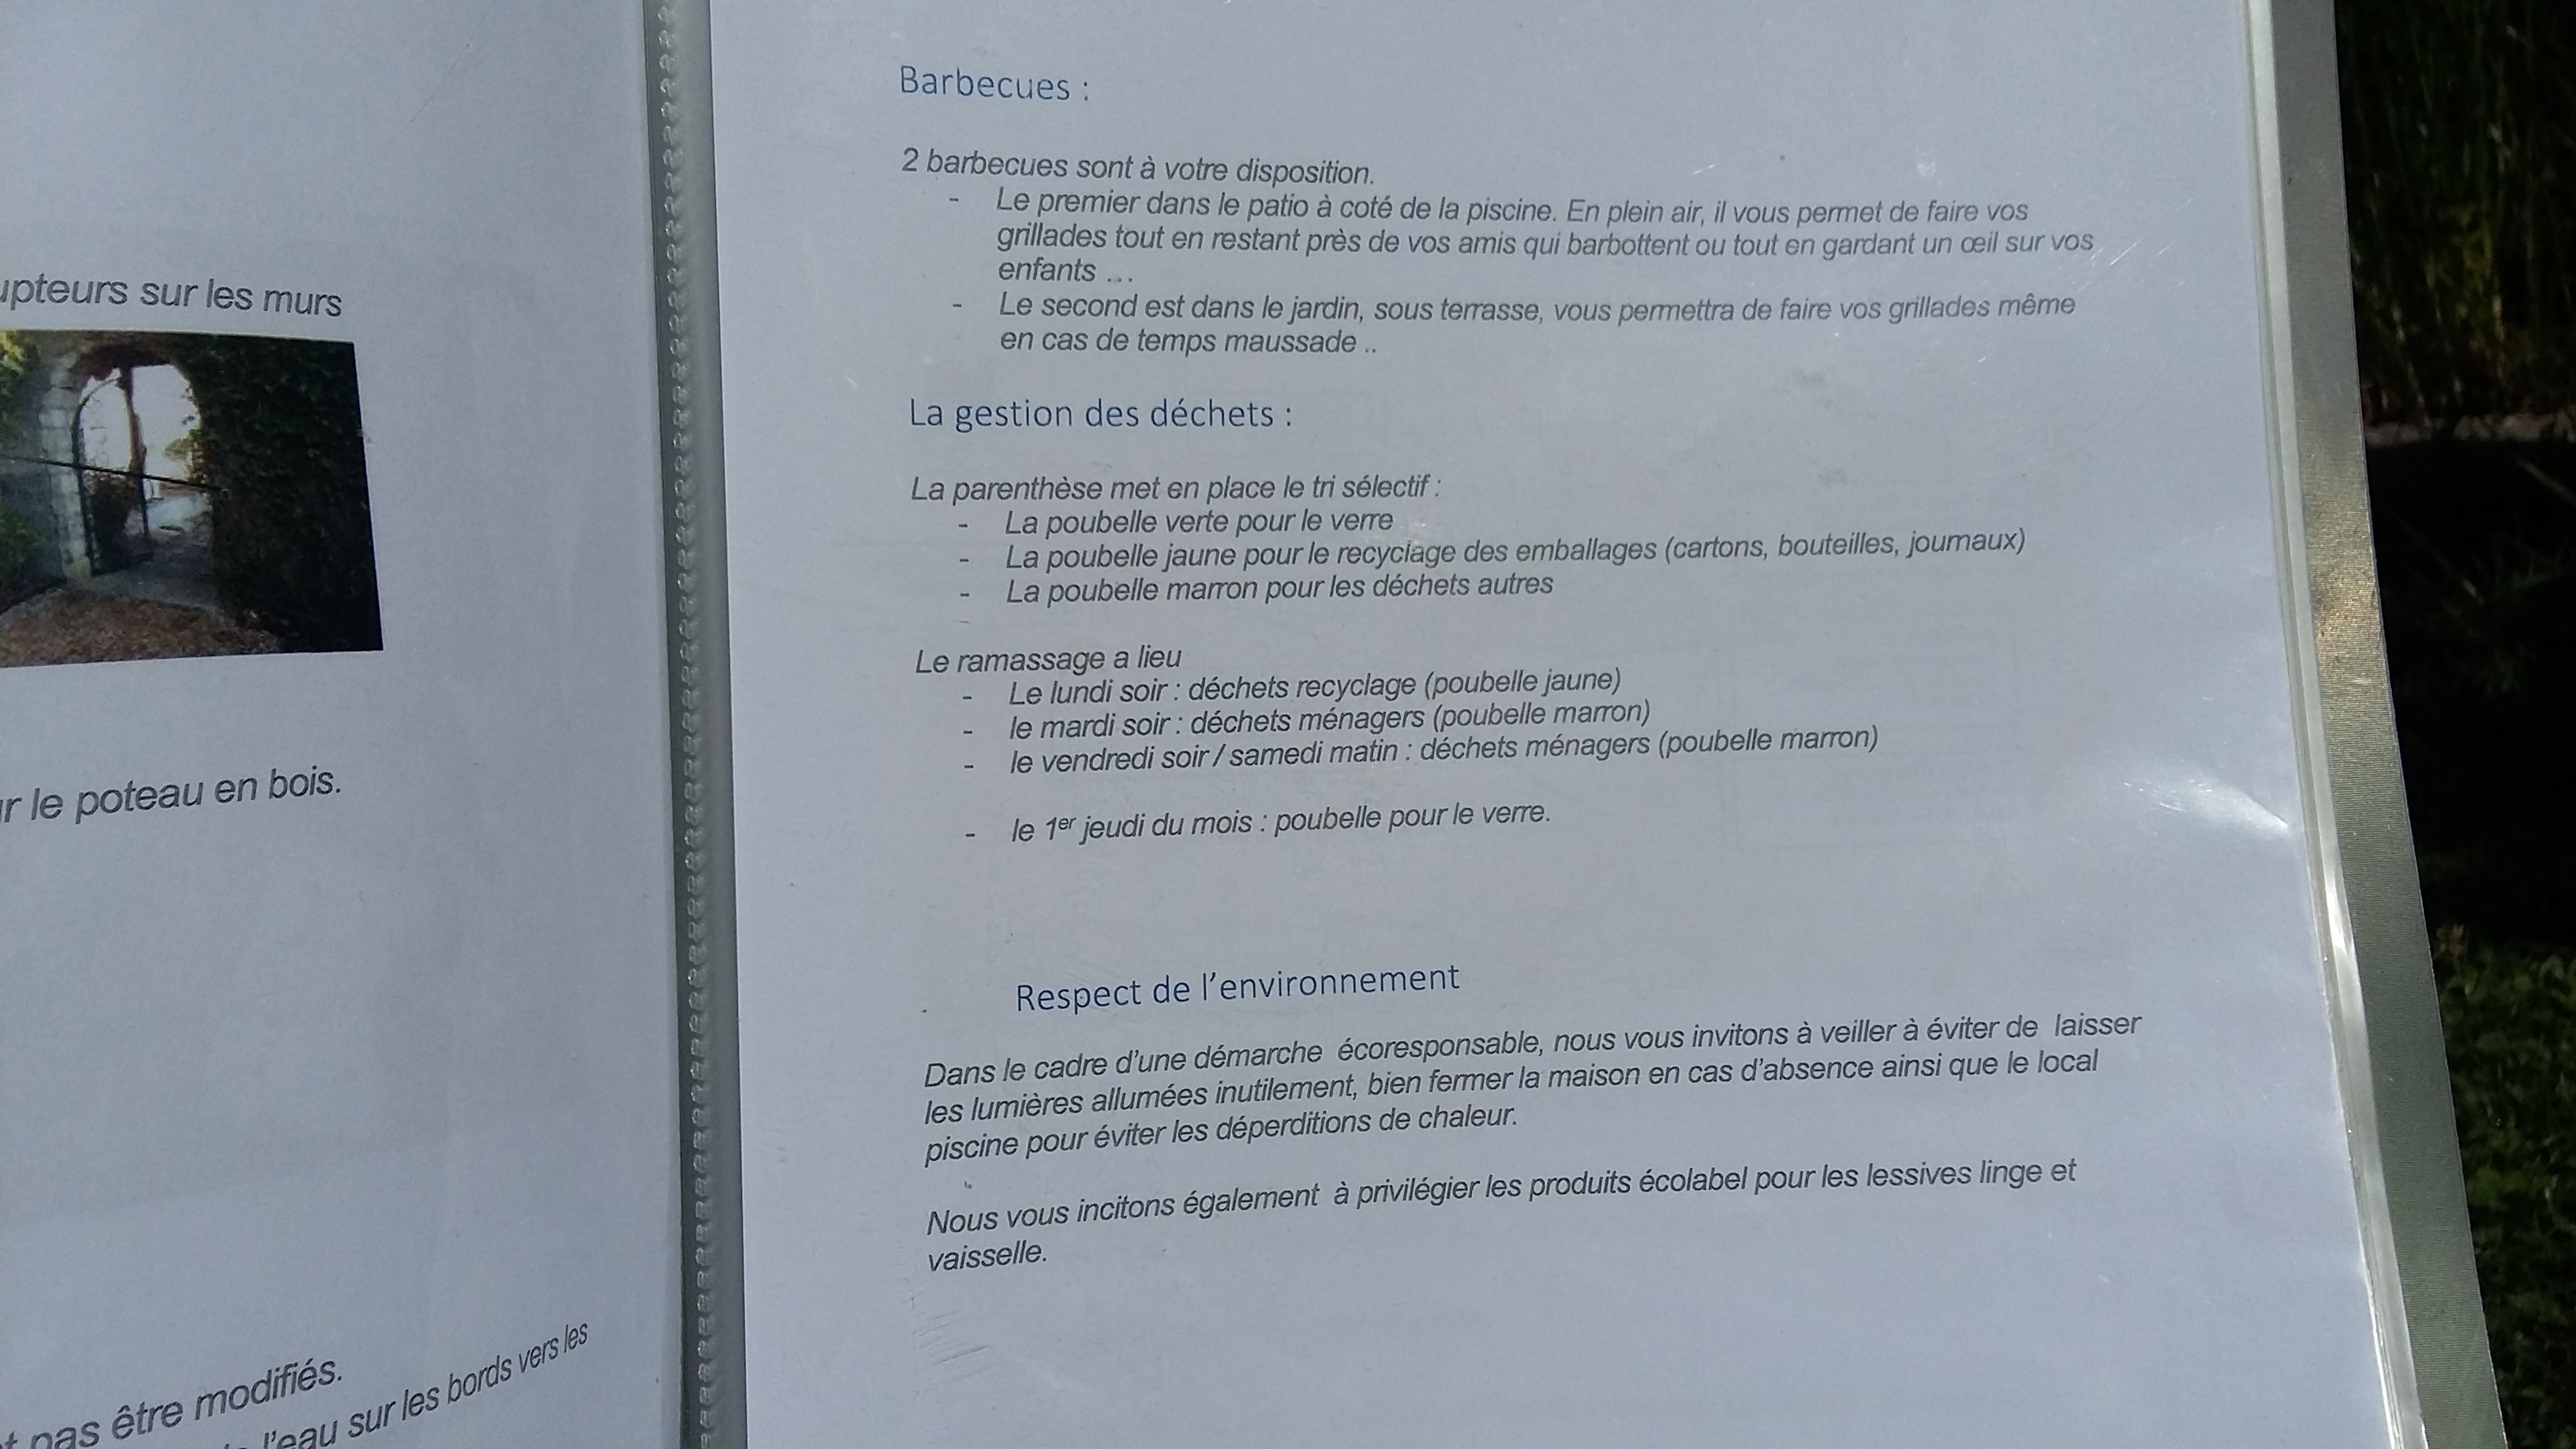 sur les murs
le poteau en bois.
pas être modifiés.
l'eau sur les bords vers les
Barbecues :
2 barbecues sont à votre disposition.
- Le premier dans le patio à coté de la piscine. En plein air, il vous permet de faire vos
grillades tout en restant près de vos amis qui barbottent ou tout en gardant un œil sur vos
enfants …
- Le second est dans le jardin, sous terrasse, vous permettra de faire vos grillades même
en cas de temps maussade ..
La gestion des déchets :
La parenthèse met en place le tri sélectif :
- La poubelle verte pour le verre
- La poubelle jaune pour le recyclage des emballages (cartons, bouteilles, journaux)
- La poubelle marron pour les déchets autres
-
Le ramassage a lieu
- Le lundi soir : déchets recyclage (poubelle jaune)
- le mardi soir : déchets ménagers (poubelle marron)
- le vendredi soir / samedi matin : déchets ménagers (poubelle marron)
- le 1er jeudi du mois : poubelle pour le verre.
Respect de l'environnement
Dans le cadre d'une démarche écoresponsable, nous vous invitons à veiller à éviter de laisser
les lumières allumées inutilement, bien fermer la maison en cas d'absence ainsi que le local
piscine pour éviter les déperditions de chaleur.
Nous vous incitons également à privilégier les produits écolabel pour les lessives linge et
vaisselle.